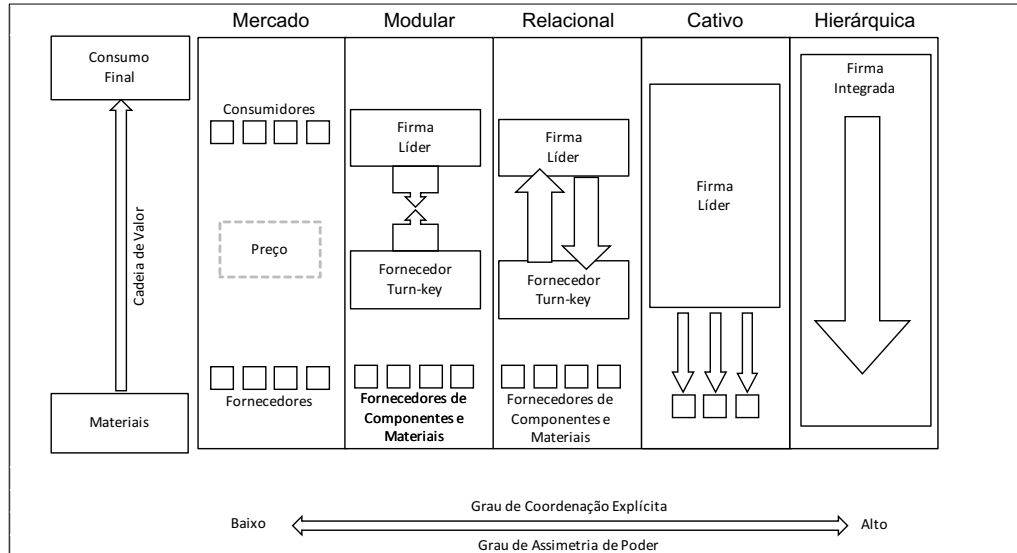 Mercado
Modular
Relacional
Cativo
Hierárquica
Consumo
Final
Cadeia de Valor
Materiais
Consumidores
Preço
Fornecedores
Firma
Líder
Fornecedor
Turn-key
Fornecedores de
Componentes e
Materiais
Firma
Líder
Fornecedor
Turn-key
Fornecedores de
Componentes e
Materiais
Firma
Líder
Firma
Integrada
Grau de Coordenação Explícita
Baixo
Alto
Grau de Assimetria de Poder